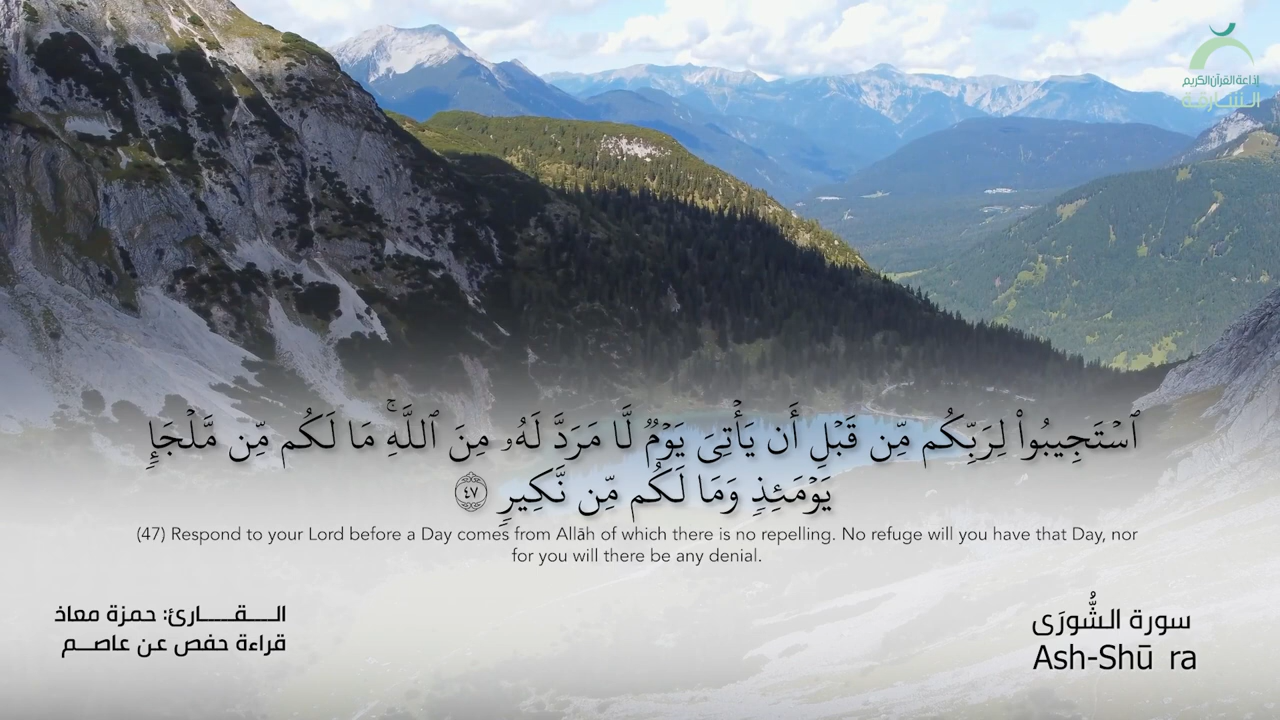 إذاعة القرآن الكريم
الشارقة
ٱسْتَجِيبُوا۟ لِرَبِّكُم مِّن قَبْلِ أَن يَأْتِىَ يَوْمٌ لَّا مَرَدَّ لَهُۥ مِنَ ٱللَّهِ ۚ مَا لَكُم مِّن مَّلْجَإٍ
يَوْمَئِذٍ وَمَا لَكُم مِّن نَّكِيرٍ ٤٧
(47) Respond to your Lord before a Day comes from Allāh of which there is no repelling. No refuge will you have that Day, nor
for you will there be any denial.
القـــارئ: حمزة معاذ
قراءة حفص عن عاصم
سورة الشُّورَى
Ash-Shū ra